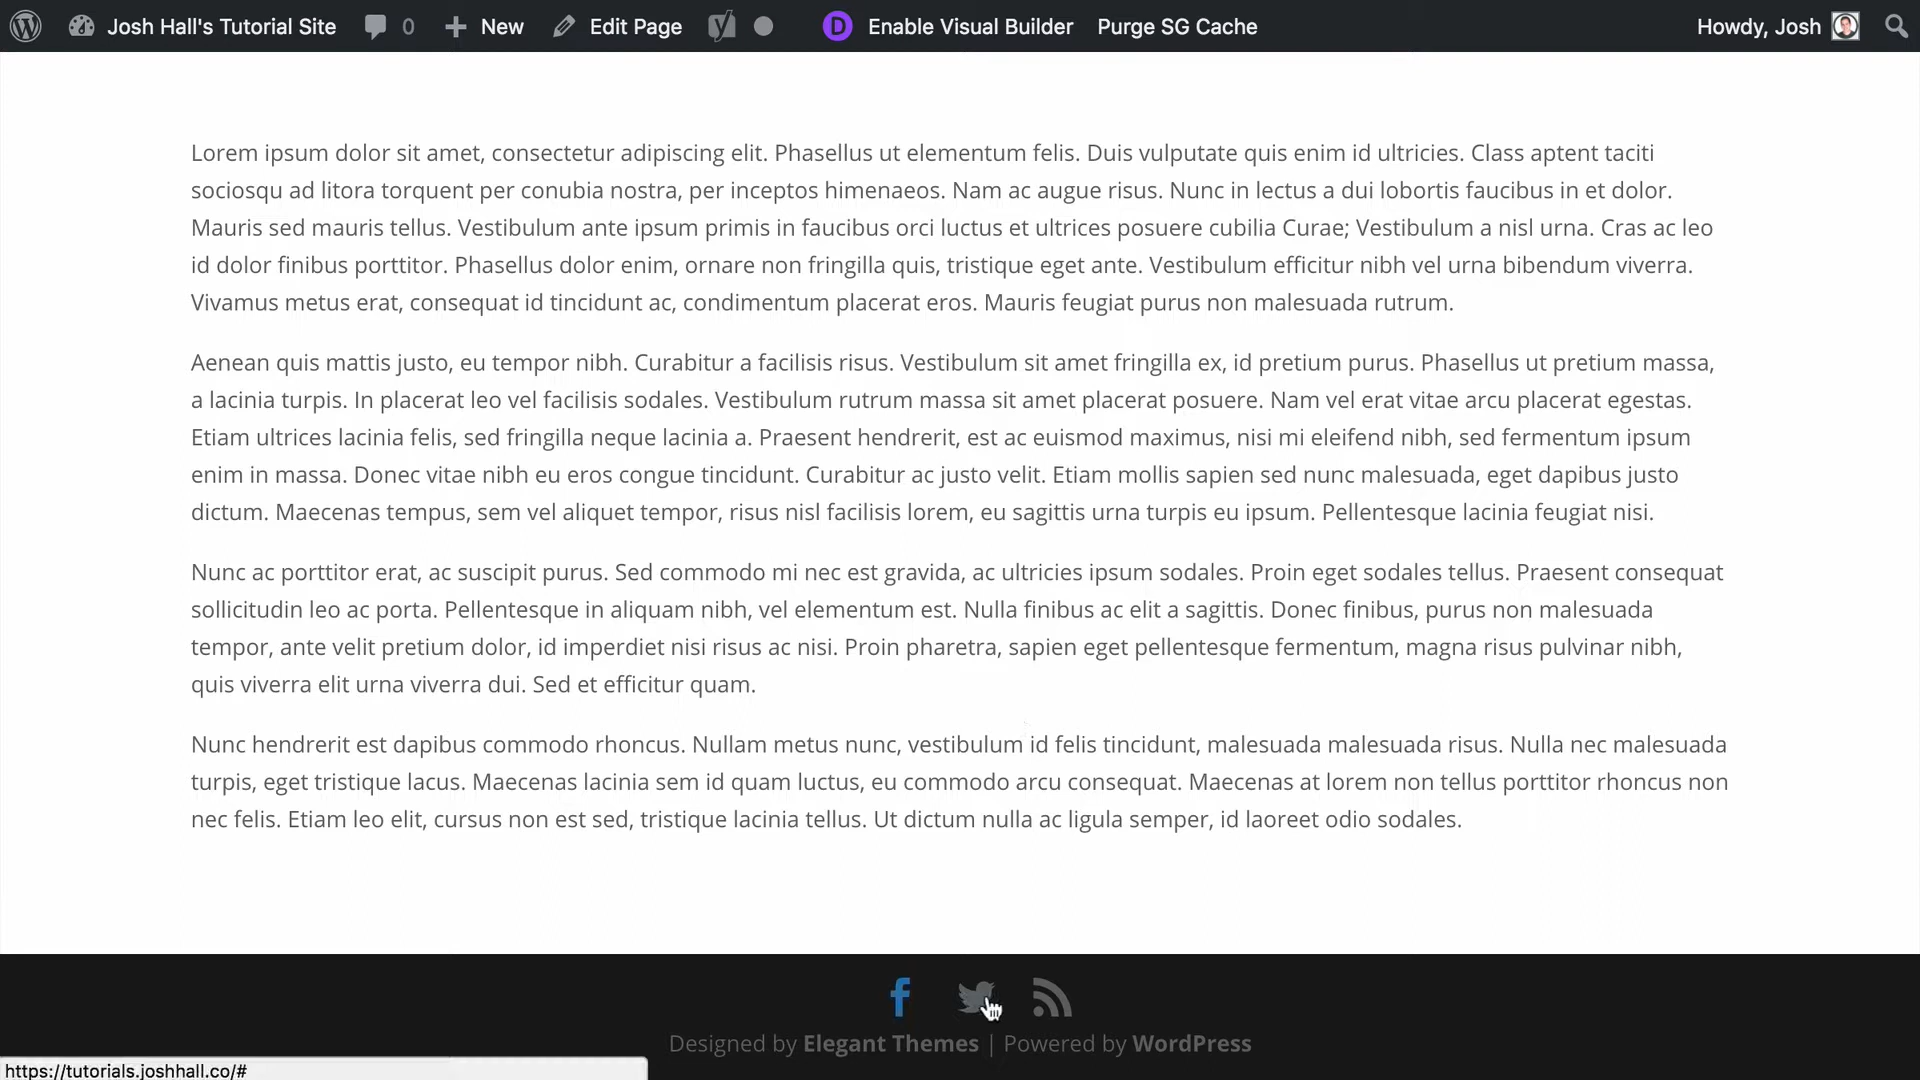 Josh Hall's Tutorial Site 0 New Edit Page D Enable Visual Builder Purge SG Cache Howdy, Josh
Lorem ipsum dolor sit amet, consectetur adipiscing elit. Phasellus ut elementum felis. Duis vulputate quis enim id ultricies. Class aptent taciti
sociosqu ad litora torquent per conubia nostra, per inceptos himenaeos. Nam ac augue risus. Nunc in lectus a dui lobortis faucibus in et dolor.
Mauris sed mauris tellus. Vestibulum ante ipsum primis in faucibus orci luctus et ultrices posuere cubilia Curae; Vestibulum a nisl urna. Cras ac leo
id dolor finibus porttitor. Phasellus dolor enim, ornare non fringilla quis, tristique eget ante. Vestibulum efficitur nibh vel urna bibendum viverra.
Vivamus metus erat, consequat id tincidunt ac, condimentum placerat eros. Mauris feugiat purus non malesuada rutrum.
Aenean quis mattis justo, eu tempor nibh. Curabitur a facilisis risus. Vestibulum sit amet fringilla ex, id pretium purus. Phasellus ut pretium massa,
a lacinia turpis. In placerat leo vel facilisis sodales. Vestibulum rutrum massa sit amet placerat posuere. Nam vel erat vitae arcu placerat egestas.
Etiam ultrices lacinia felis, sed fringilla neque lacinia a. Praesent hendrerit, est ac euismod maximus, nisi mi eleifend nibh, sed fermentum ipsum
enim in massa. Donec vitae nibh eu eros congue tincidunt. Curabitur ac justo velit. Etiam mollis sapien sed nunc malesuada, eget dapibus justo
dictum. Maecenas tempus, sem vel aliquet tempor, risus nisl facilisis lorem, eu sagittis urna turpis eu ipsum. Pellentesque lacinia feugiat nisi.
Nunc ac porttitor erat, ac suscipit purus. Sed commodo mi nec est gravida, ac ultricies ipsum sodales. Proin eget sodales tellus. Praesent consequat
sollicitudin leo ac porta. Pellentesque in aliquam nibh, vel elementum est. Nulla finibus ac elit a sagittis. Donec finibus, purus non malesuada
tempor, ante velit pretium dolor, id imperdiet nisi risus ac nisi. Proin pharetra, sapien eget pellentesque fermentum, magna risus pulvinar nibh,
quis viverra elit urna viverra dui. Sed et efficitur quam.
Nunc hendrerit est dapibus commodo rhoncus. Nullam metus nunc, vestibulum id felis tincidunt, malesuada malesuada risus. Nulla nec malesuada
turpis, eget tristique lacus. Maecenas lacinia sem id quam luctus, eu commodo arcu consequat. Maecenas at lorem non tellus porttitor rhoncus non
nec felis. Etiam leo elit, cursus non est sed, tristique lacinia tellus. Ut dictum nulla ac ligula semper, id laoreet odio sodales.
Designed by Elegant Themes | Powered by WordPress
https://tutorials.joshhall.co/#